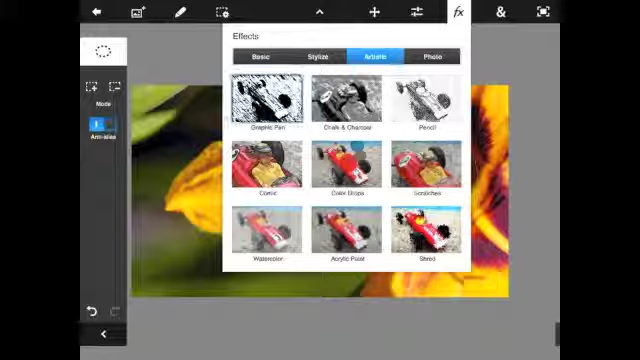 fx &
Effects
Basic Stylize Artistic Photo
Graphic Pen Chalk & Charcoal Pencil
Mode
Anti-alias
Comic Color Drops Scratches
Watercolor Acrylic Paint Shred